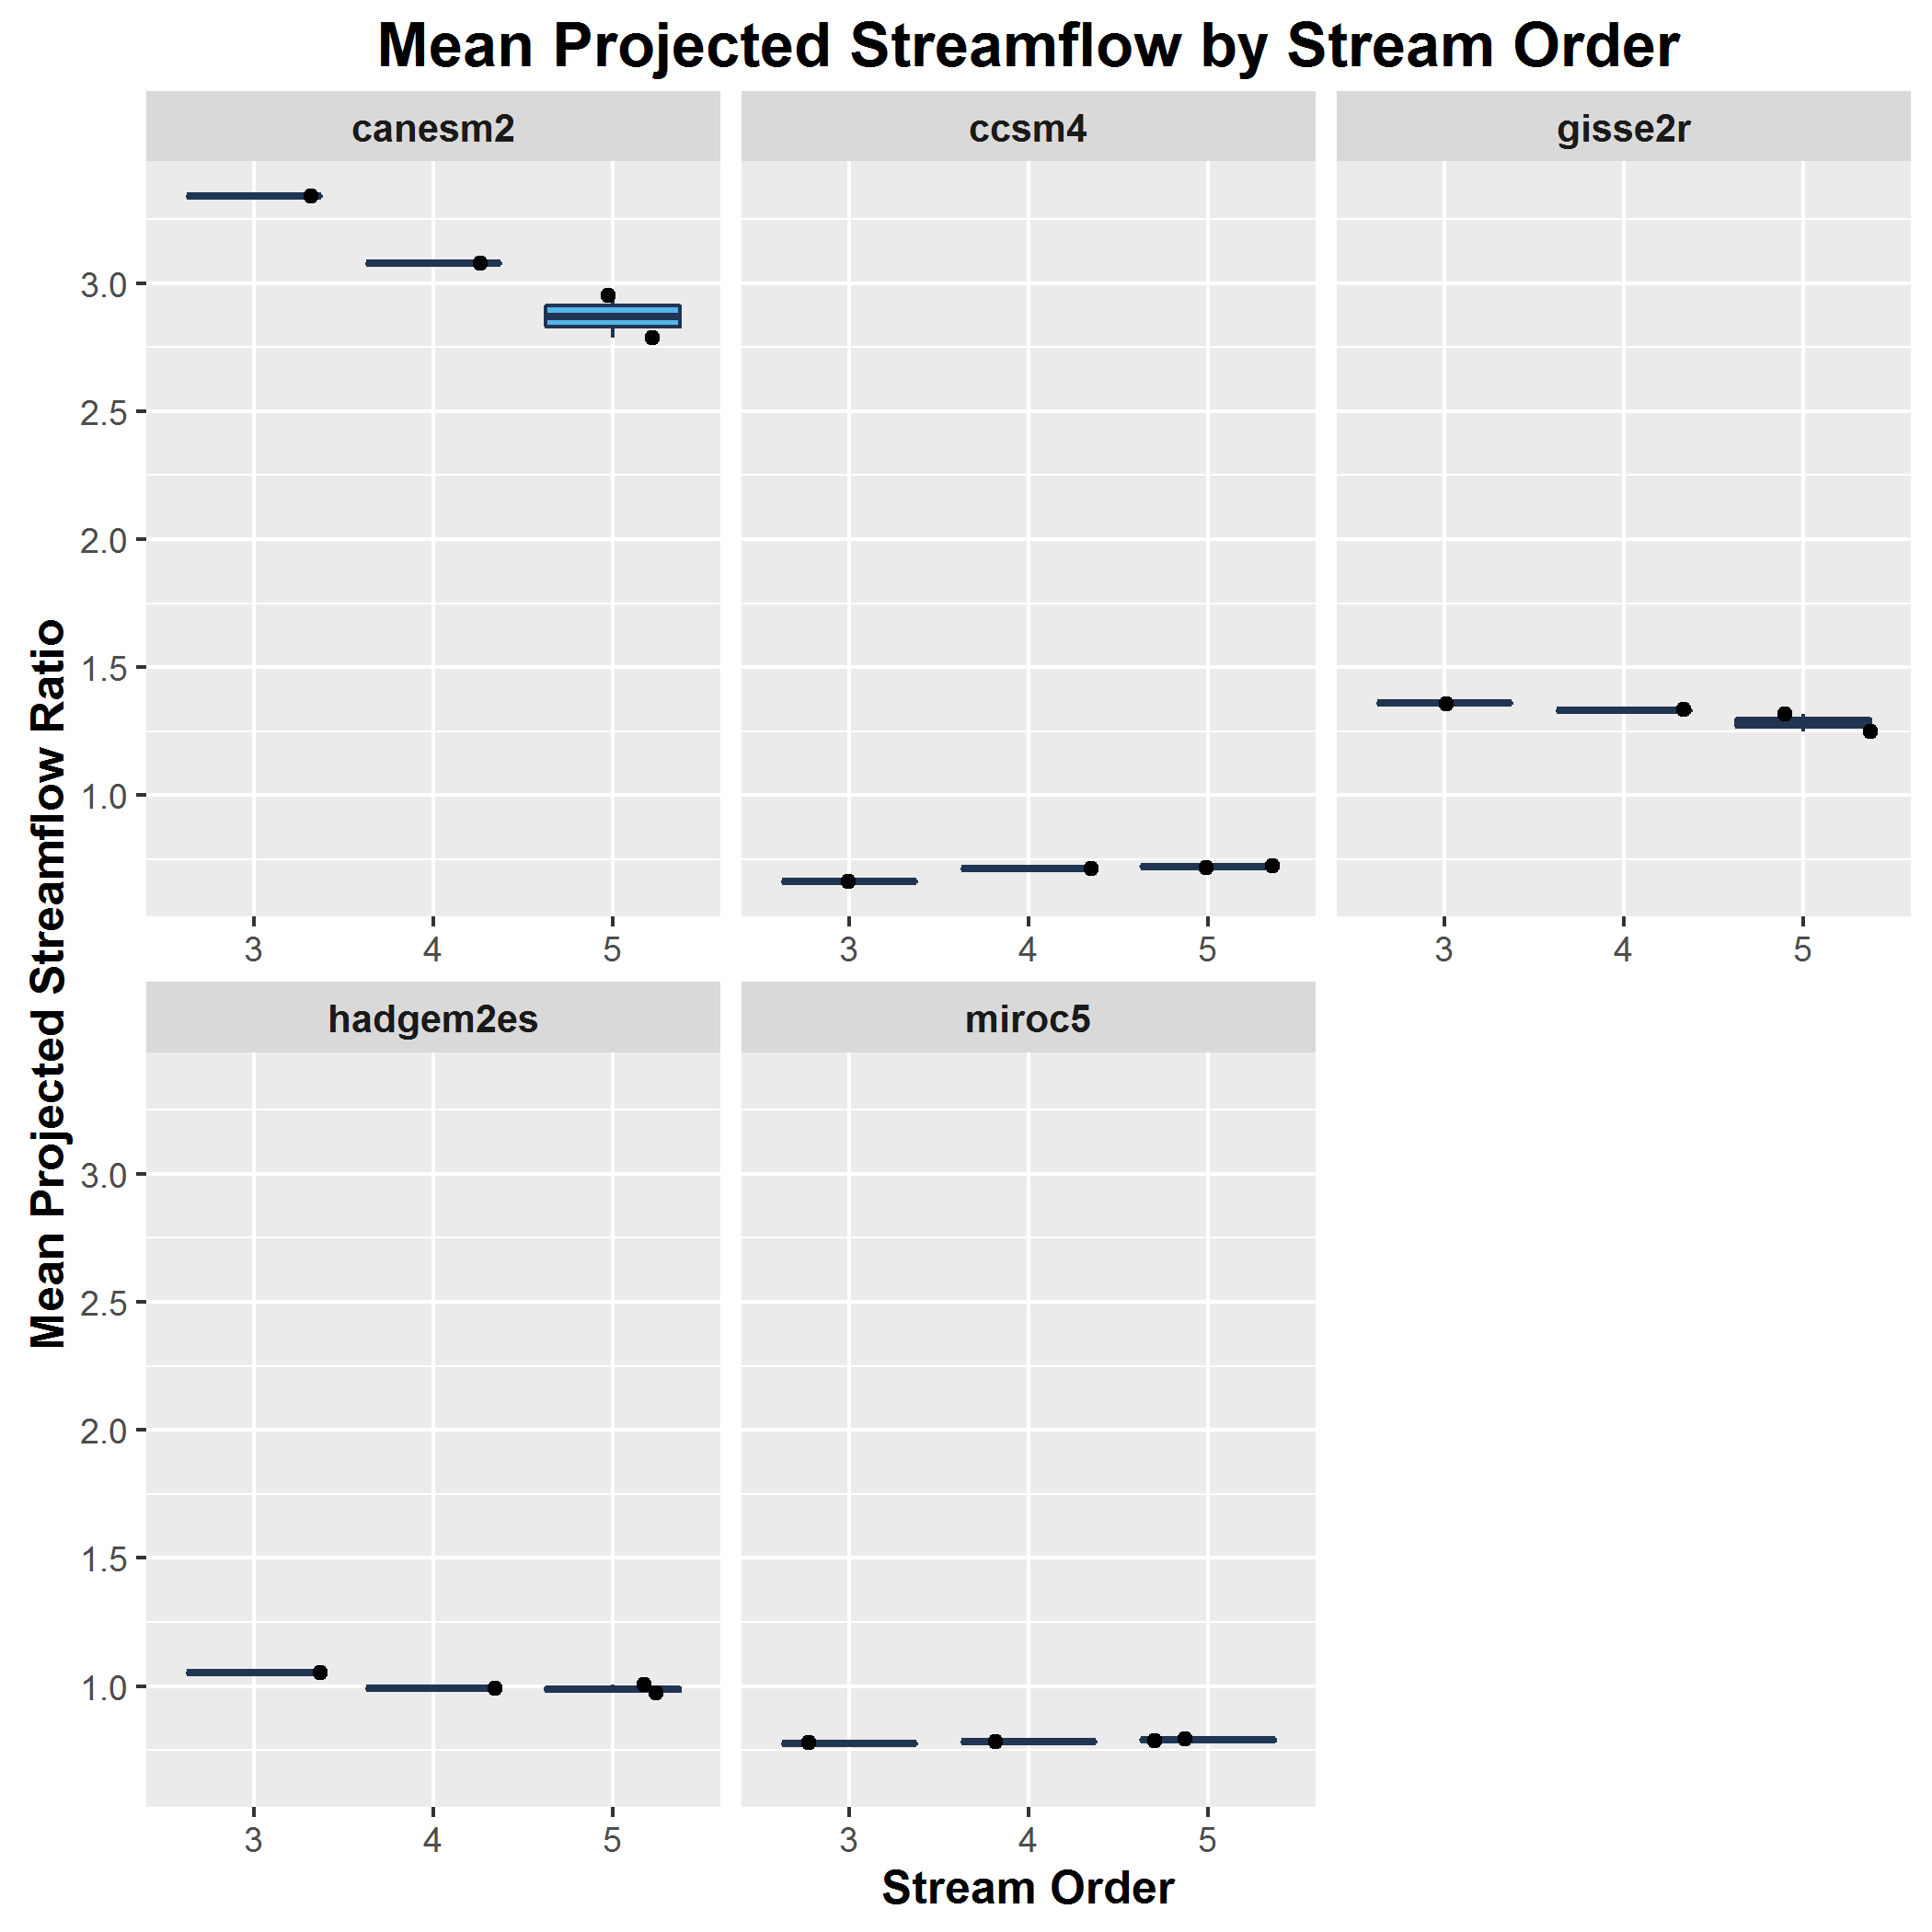 Mean Projected Streamflow by Stream Order
canesm2 ccsm4 gisse2r
Mean Projected Streamflow Ratio
3.0
2.5
2.0
1.5
1.0
3 4 5 3 4 5 3 4 5
hadgem2es miroc5
3.0
2.5
2.0
1.5
1.0
3 4 5 3 4 5
Stream Order